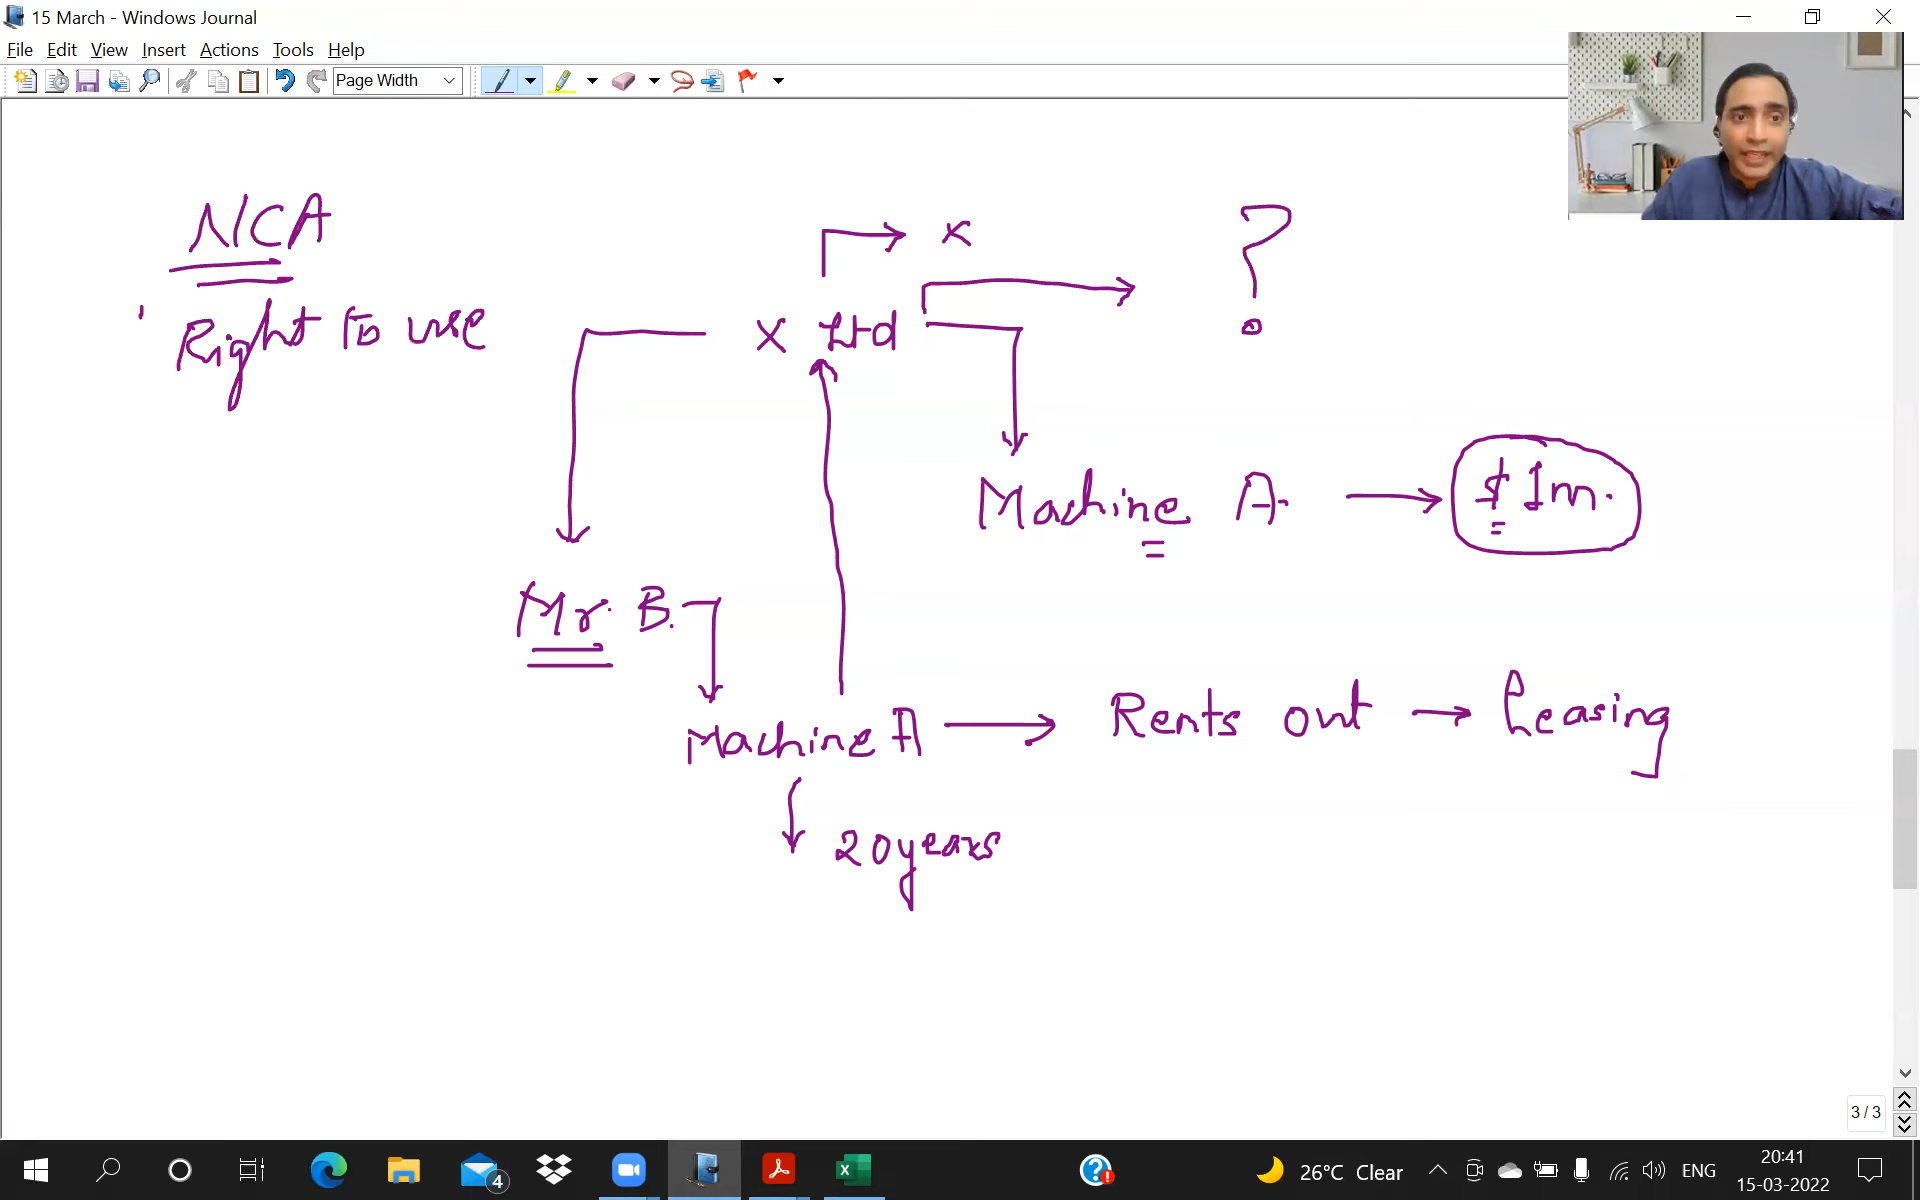 15 March - Windows Journal
File Edit View Insert Actions Tools Help
Page Width
NCA
Right to use
x
?
X Ltd
Machine A.
$ 1m.
Mr. B.
Machine A
Rents out
Leasing
20years
3 / 3
4
26°C Clear
ENG
20:41
15-03-2022